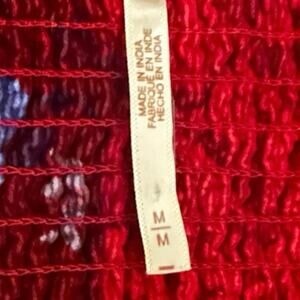 MADE IN INDIA
FABRIQUÉ EN INDE
HECHO EN INDIA
M
M